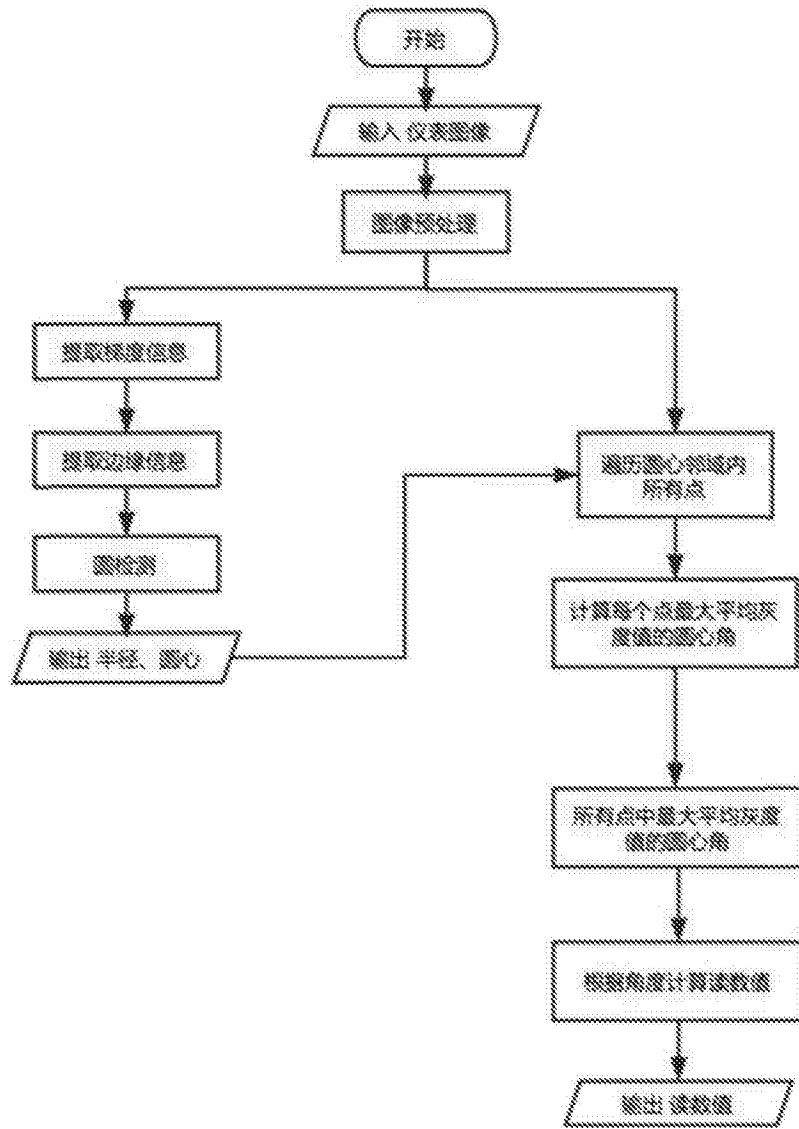 开始
输入 仪表图像
图像预处理
提取梯度信息
提取边缘信息
圆检测
输出 半径、圆心
遍历圆心邻域内
所有点
计算每个点最大平均灰
度值的圆心角
所有点中最大平均灰度
值的圆心角
根据角度计算读数值
输出 读数值